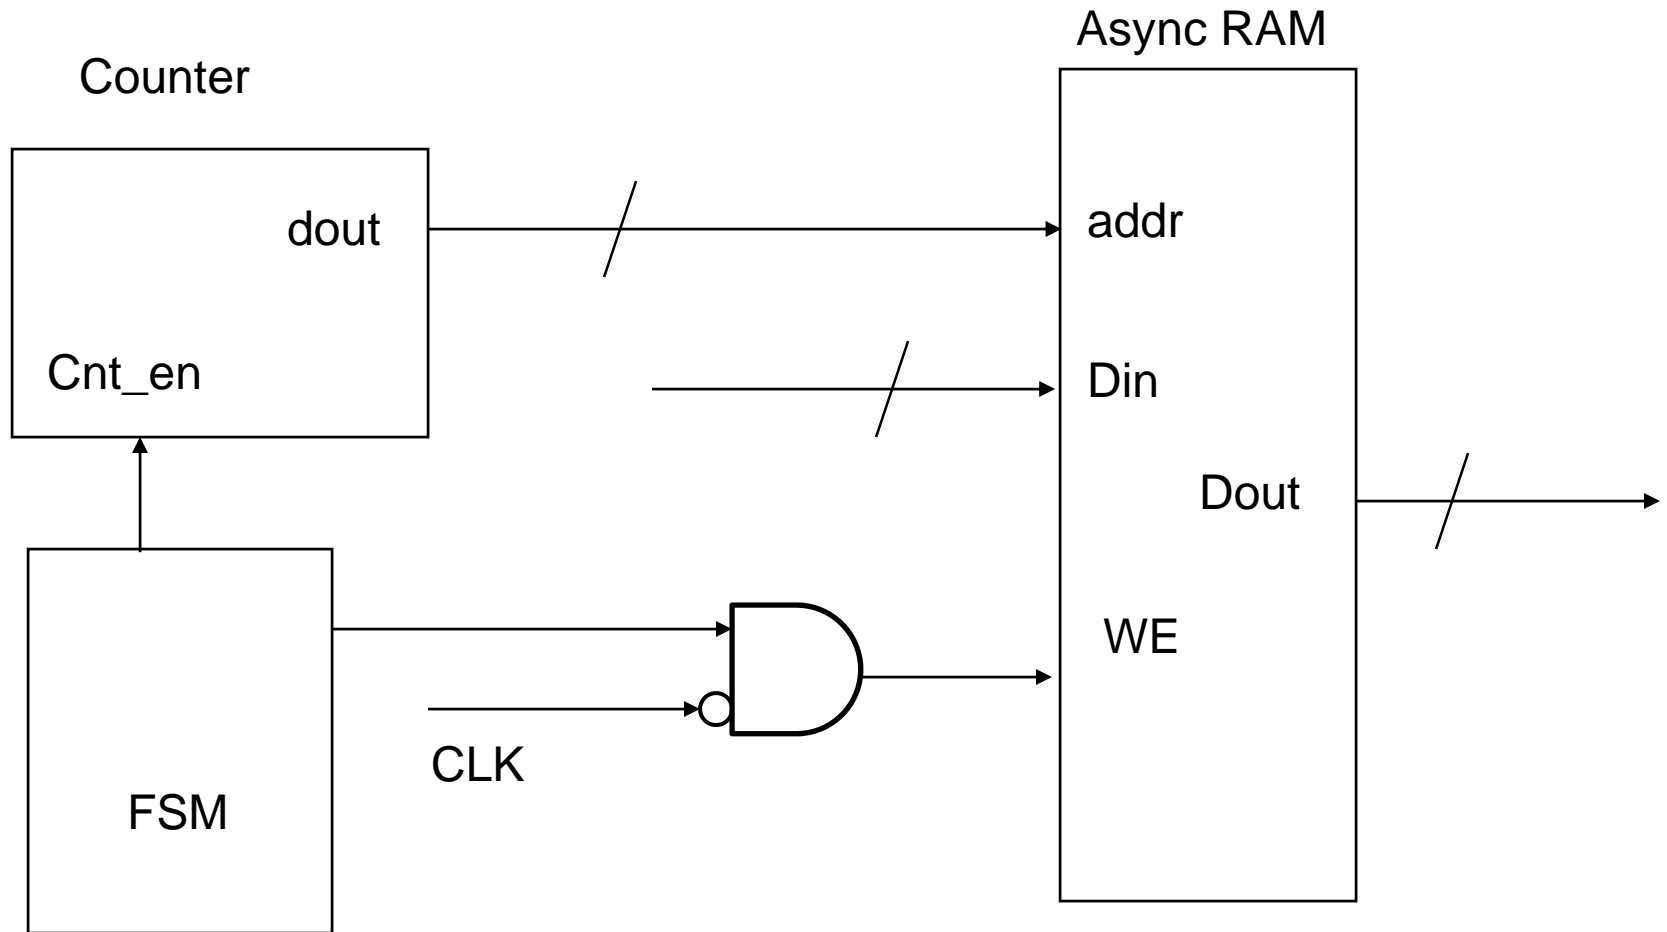 Async RAM
Counter
dout
addr
Cnt_en
Din
Dout
WE
CLK
FSM